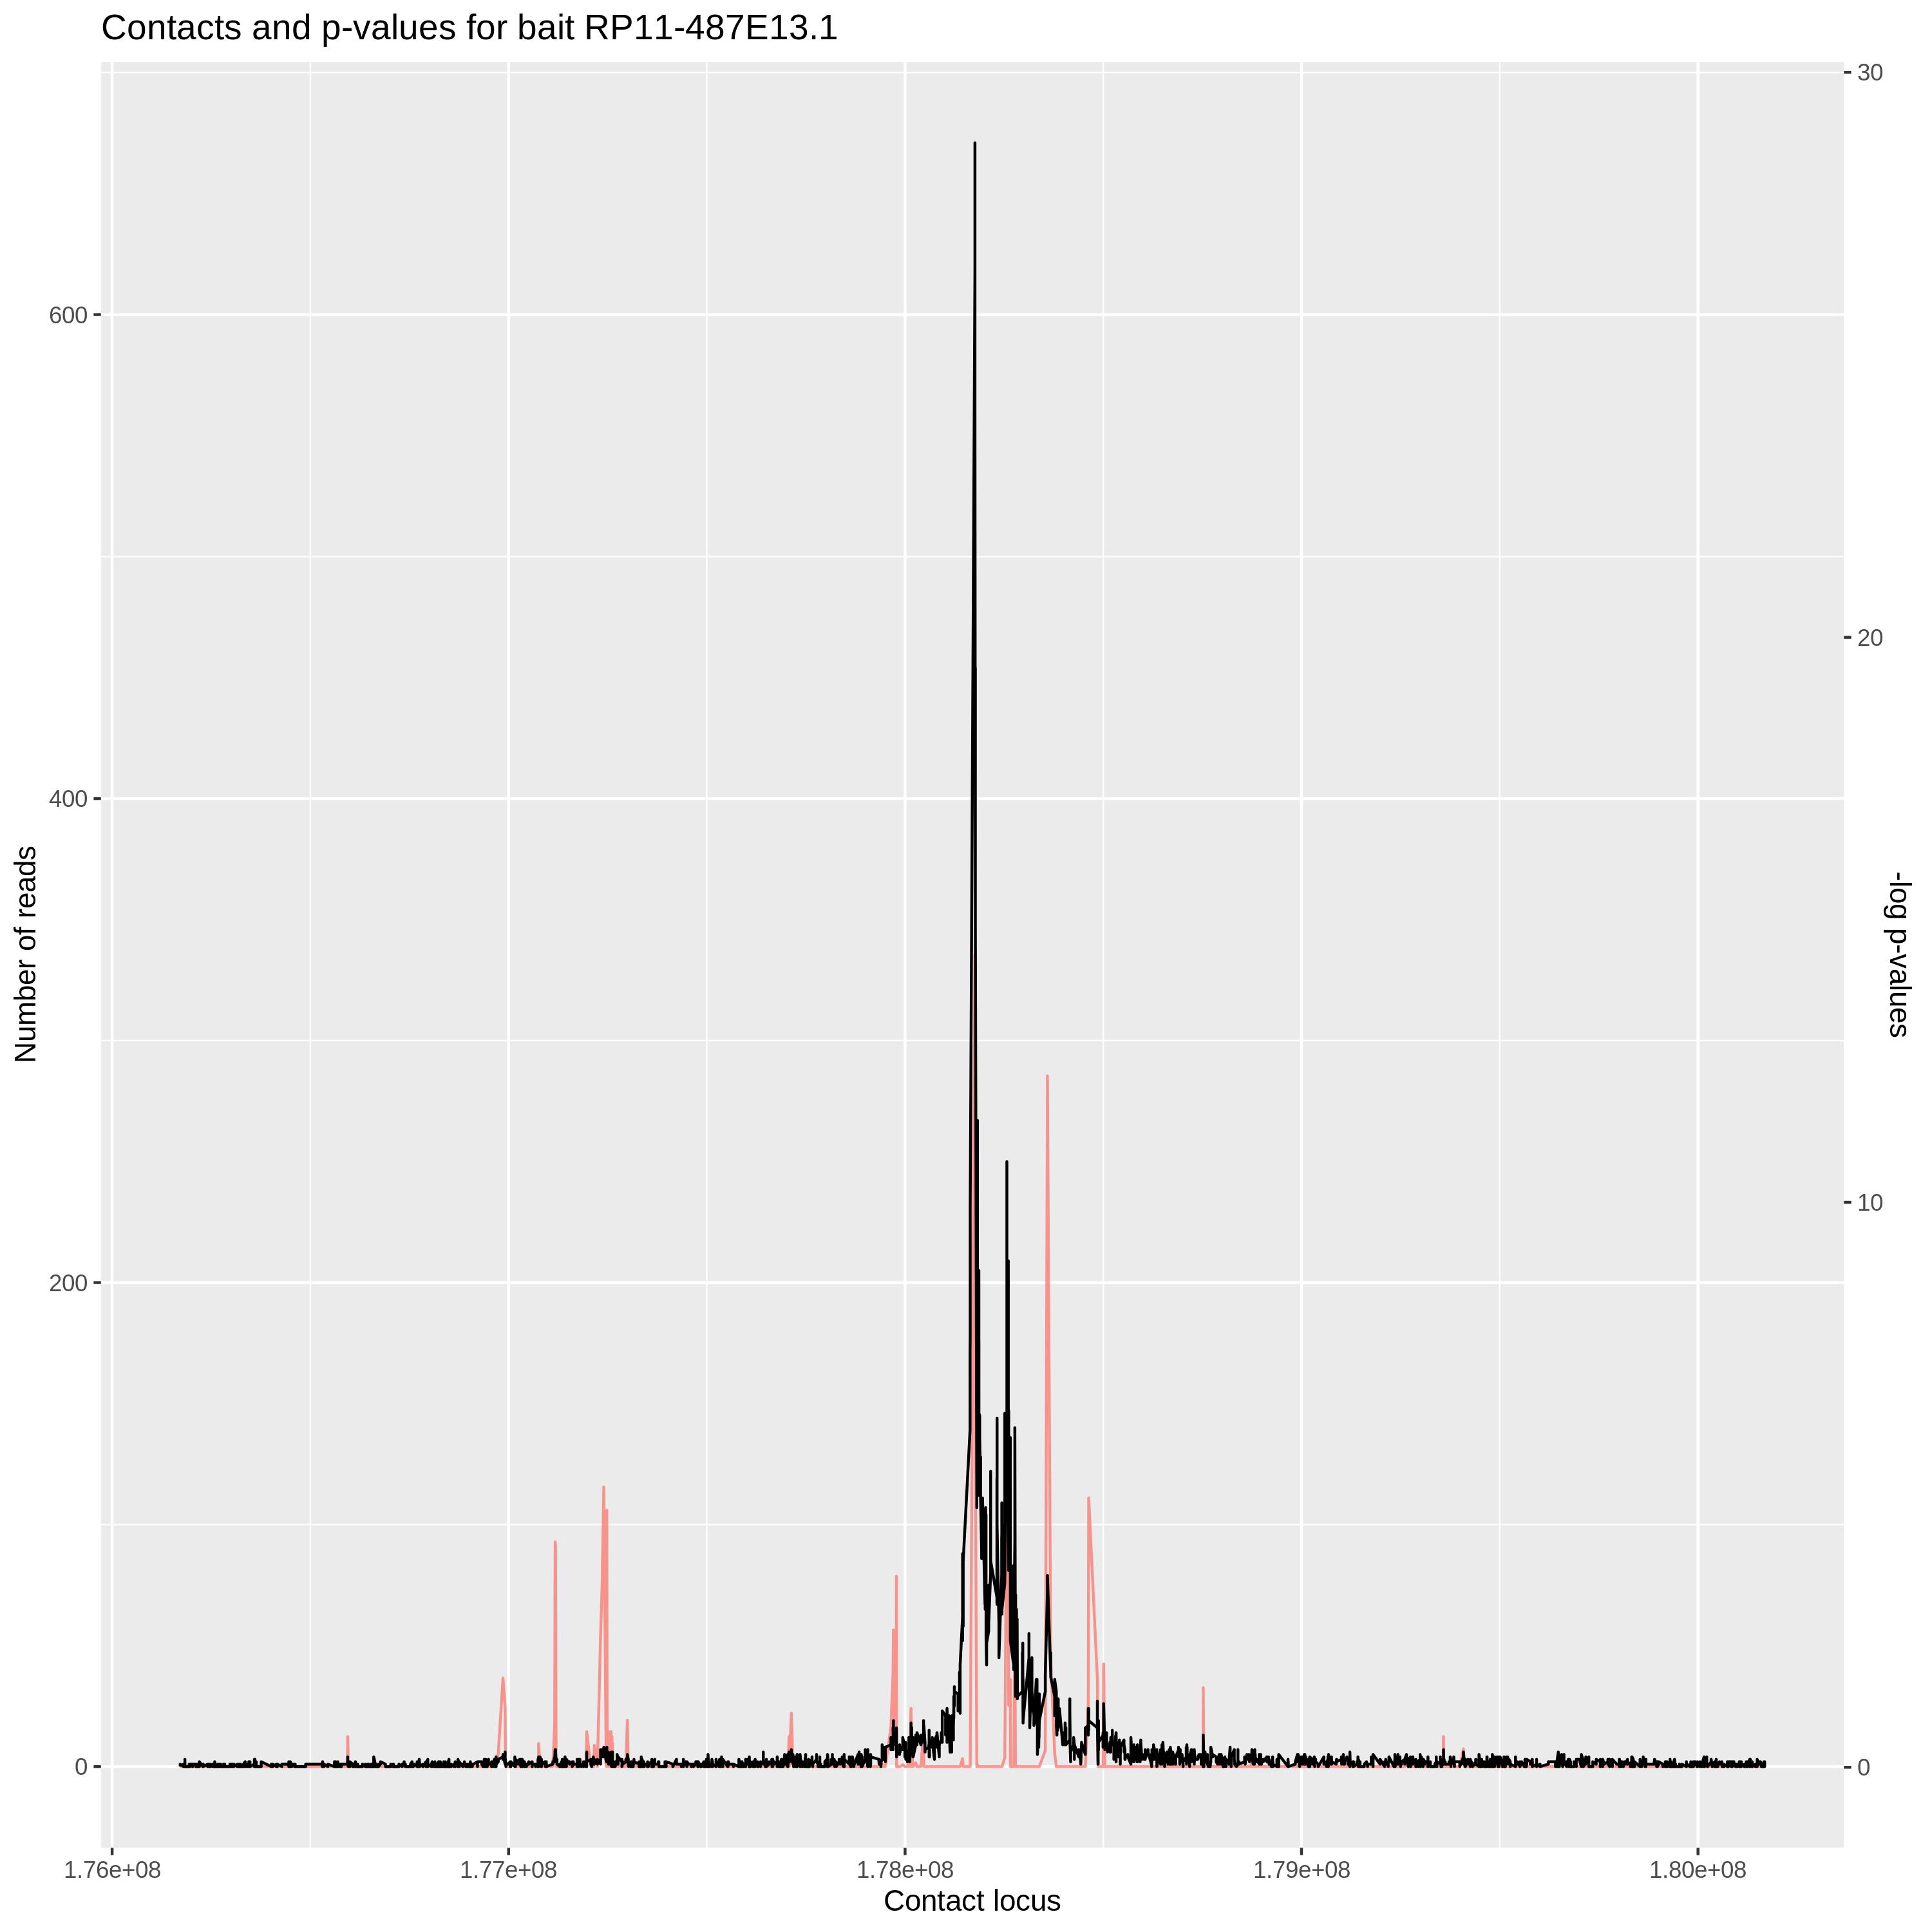 Contacts and p-values for bait RP11-487E13.1
30
600
20
400
Number of reads
-log p-values
10
200
0
0
1.76e+08
1.77e+08
1.78e+08
1.79e+08
1.80e+08
Contact locus